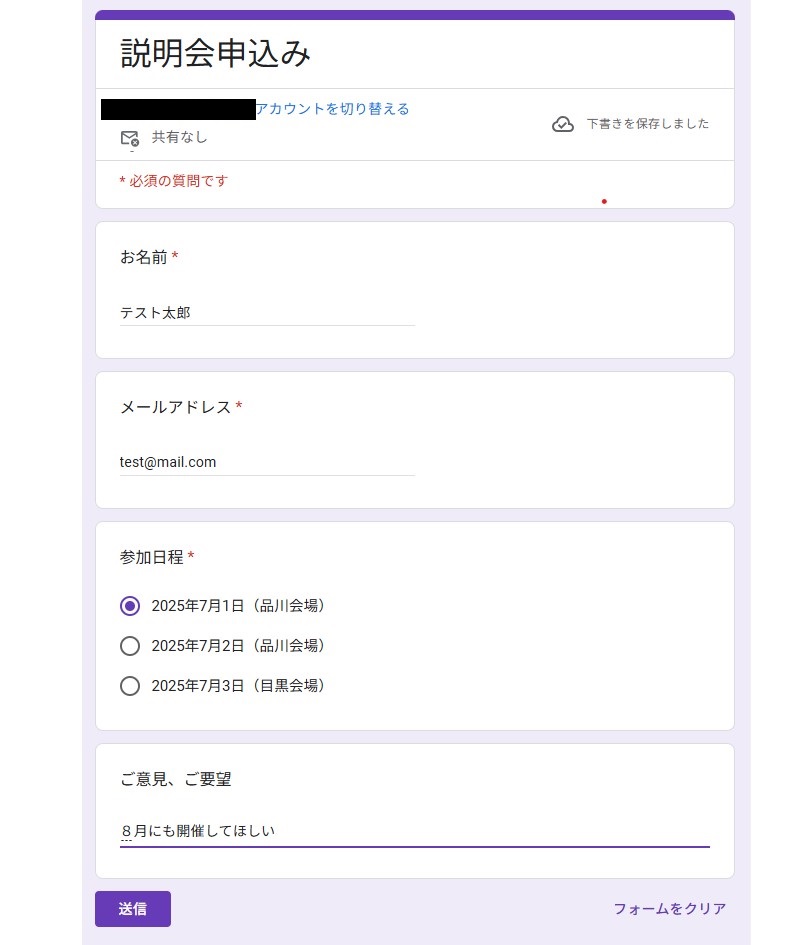 説明会申込み
アカウントを切り替える
共有なし
下書きを保存しました
* 必須の質問です
お名前 *
テスト太郎
メールアドレス *
test@mail.com
参加日程 *
2025年7月1日（品川会場）
2025年7月2日（品川会場）
2025年7月3日（目黒会場）
ご意見、ご要望
８月にも開催してほしい
送信
フォームをクリア